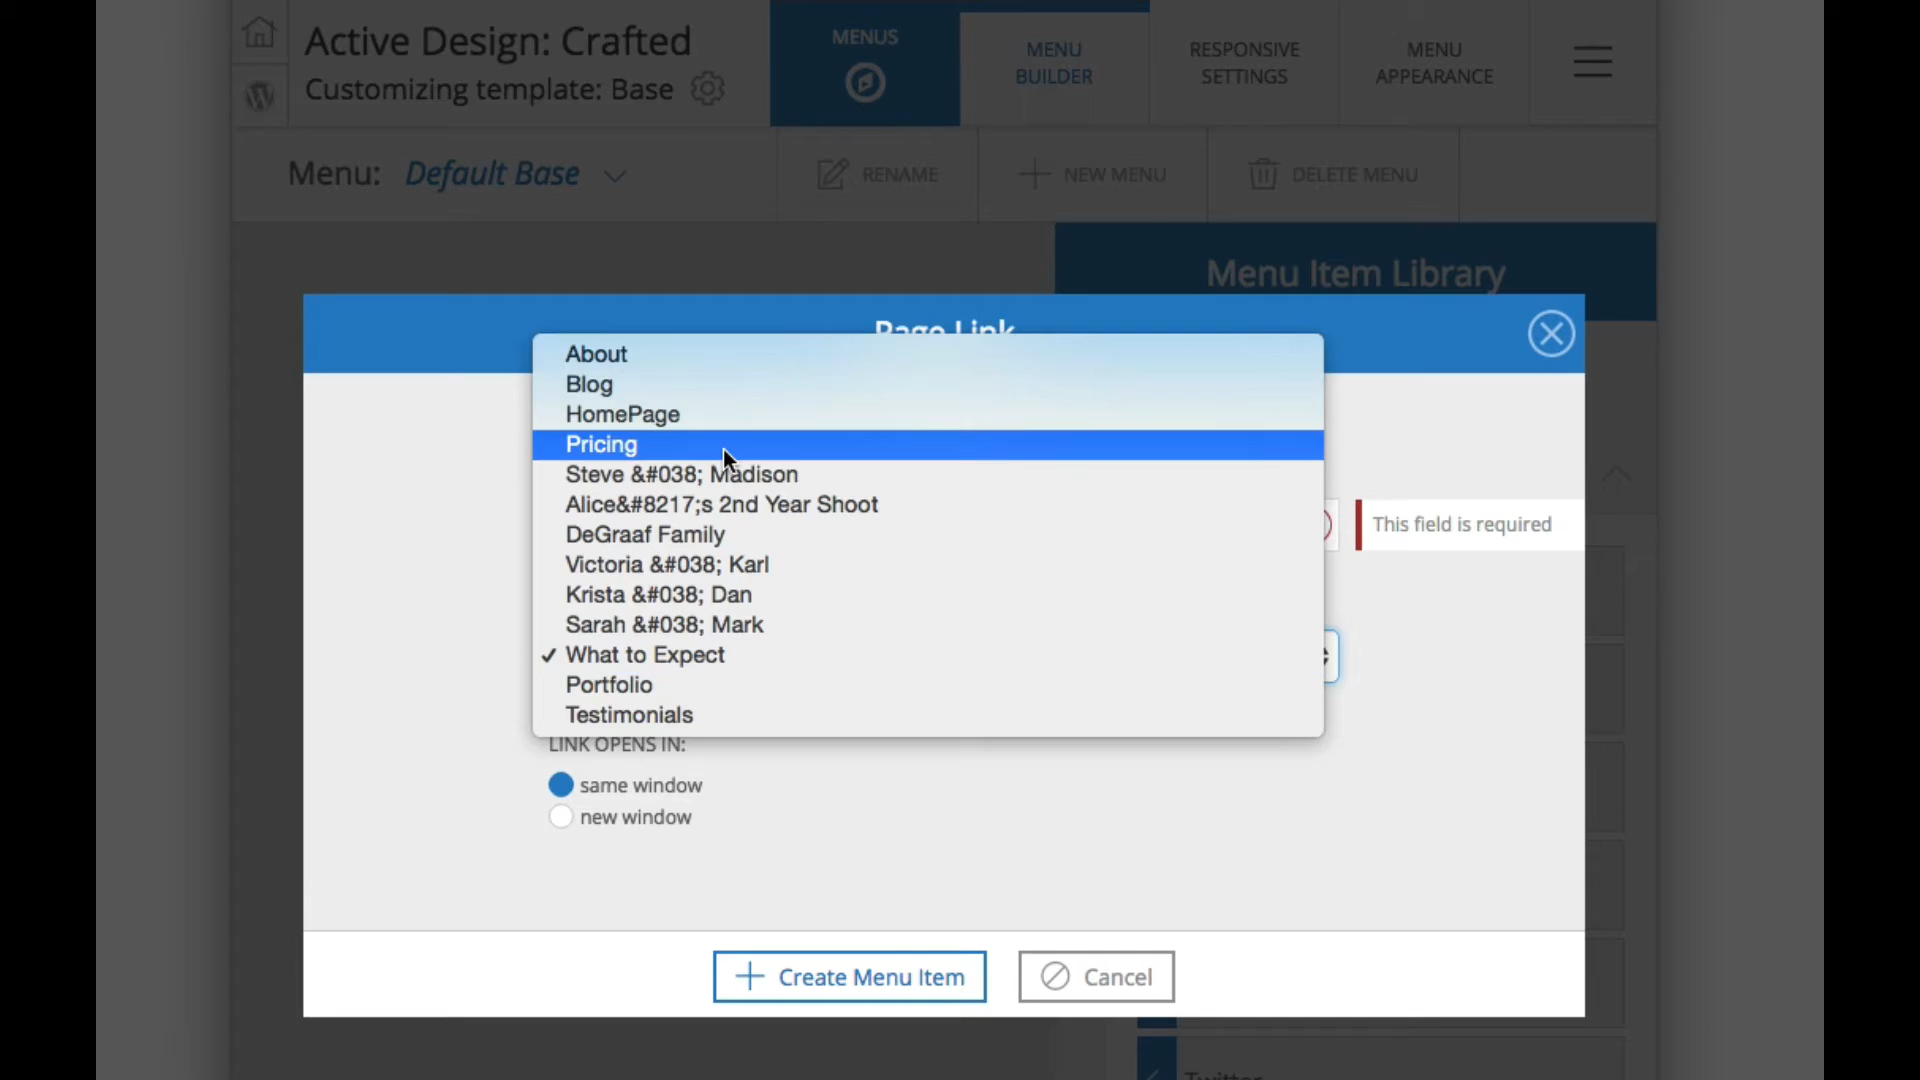 Active Design: Crafted
Customizing template: Base
MENUS
MENU
BUILDER
RESPONSIVE
SETTINGS
MENU
APPEARANCE
Menu: Default Base
RENAME
NEW MENU
DELETE MENU
Menu Item Library
Page Link
About
Blog
HomePage
Pricing
Steve &#038; Madison
Alice&#8217;s 2nd Year Shoot
DeGraaf Family
Victoria &#038; Karl
Krista &#038; Dan
Sarah &#038; Mark
✓ What to Expect
Portfolio
Testimonials
This field is required
LINK OPENS IN:
same window
new window
Create Menu Item
Cancel
Twitter